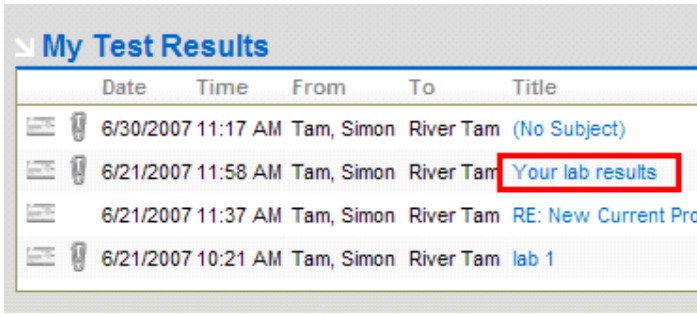 My Test Results
Date Time From To Title
6/30/2007 11:17 AM Tam, Simon River Tam (No Subject)
6/21/2007 11:58 AM Tam, Simon River Tam Your lab results
6/21/2007 11:37 AM Tam, Simon River Tam RE: New Current Pro
6/21/2007 10:21 AM Tam, Simon River Tam lab 1